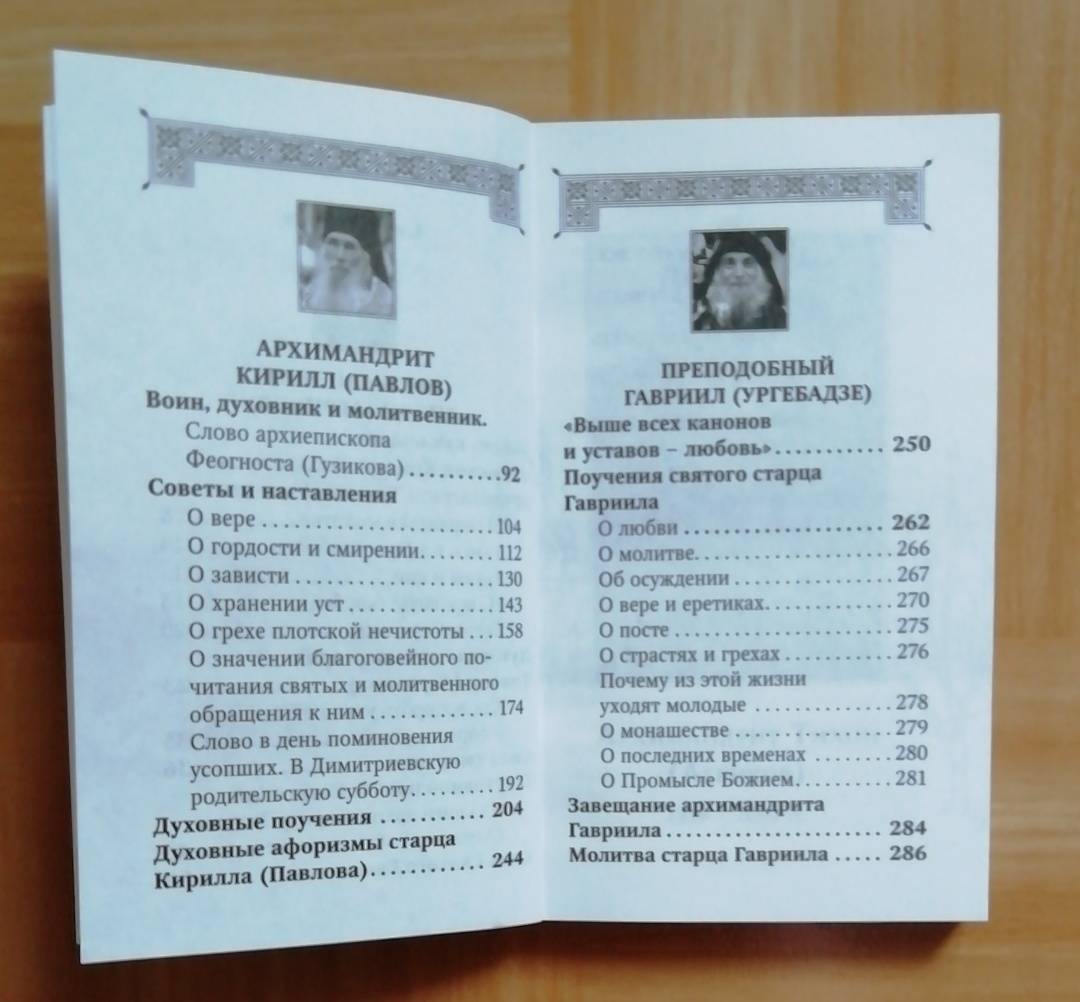 АРХИМАНДРИТ
КИРИЛЛ (ПАВЛОВ)
Воин, духовник и молитвенник.
Слово архиепископа
Феогноста (Гузикова)..........92
Советы и наставления
О вере ........................ 104
О гордости и смирении.......... 112
О зависти ..................... 130
О хранении уст ................ 143
О грехе плотской нечистоты ... 158
О значении благоговейного по-
читания святых и молитвенного
обращения к ним ............... 174
Слово в день поминовения
усопших. В Димитриевскую
родительскую субботу.......... 192
Духовные поучения ............. 204
Духовные афоризмы старца
Кирилла (Павлова).............. 244
ПРЕПОДОБНЫЙ
ГАВРИИЛ (УРГЕБАДЗЕ)
«Выше всех канонов
и уставов – любовь»........... 250
Поучения святого старца
Гавриила
О любви ....................... 262
О молитве...................... 266
Об осуждении .................. 267
О вере и еретиках.............. 270
О посте ....................... 275
О страстях и грехах ........... 276
Почему из этой жизни
уходят молодые ................ 278
О монашестве .................. 279
О последних временах .......... 280
О Промысле Божием.............. 281
Завещание архимандрита
Гавриила....................... 284
Молитва старца Гавриила ..... 286